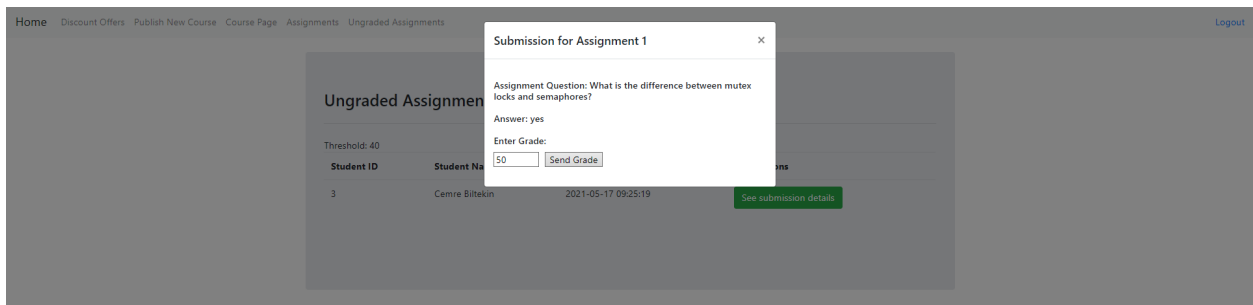 Home Discount Offers Publish New Course Course Page Assignments Ungraded Assignments Logout
Submission for Assignment 1 ×
Assignment Question: What is the difference between mutex
locks and semaphores?
Answer: yes
Enter Grade:
50 Send Grade
Ungraded Assignmen
Threshold: 40
Student ID Student Na ons
3 Cemre Biltekin 2021-05-17 09:25:19 See submission details